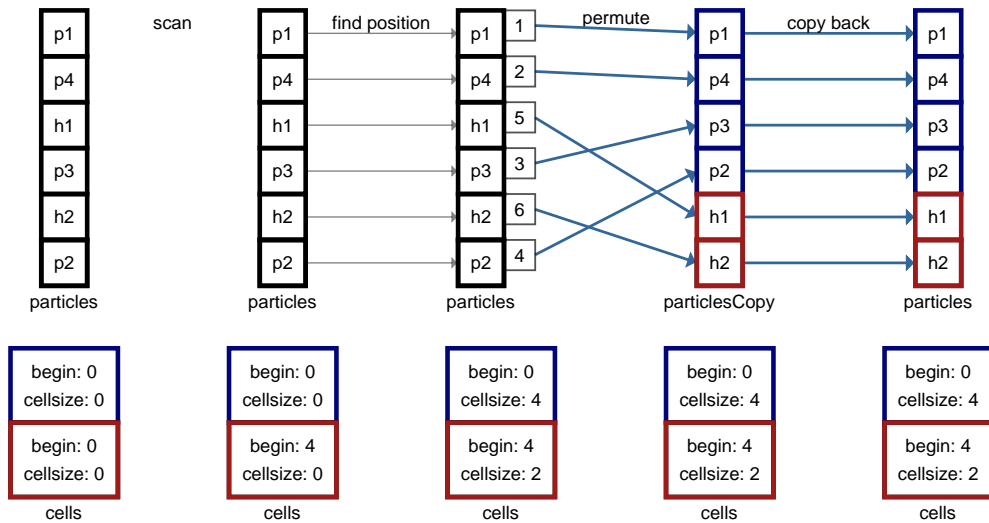 scan find position permute copy back
p1 p1 p1 1 p1 p1
p4 p4 p4 2 p4 p4
h1 h1 h1 5 p3 p3
p3 p3 p3 3 p2 p2
h2 h2 h2 6 h1 h1
p2 p2 p2 4 h2 h2
particles particles particles particlesCopy particles
begin: 0 begin: 0 begin: 0 begin: 0 begin: 0
cellsize: 0 cellsize: 0 cellsize: 4 cellsize: 4 cellsize: 4
begin: 0 begin: 4 begin: 4 begin: 4 begin: 4
cellsize: 0 cellsize: 0 cellsize: 2 cellsize: 2 cellsize: 2
cells cells cells cells cells